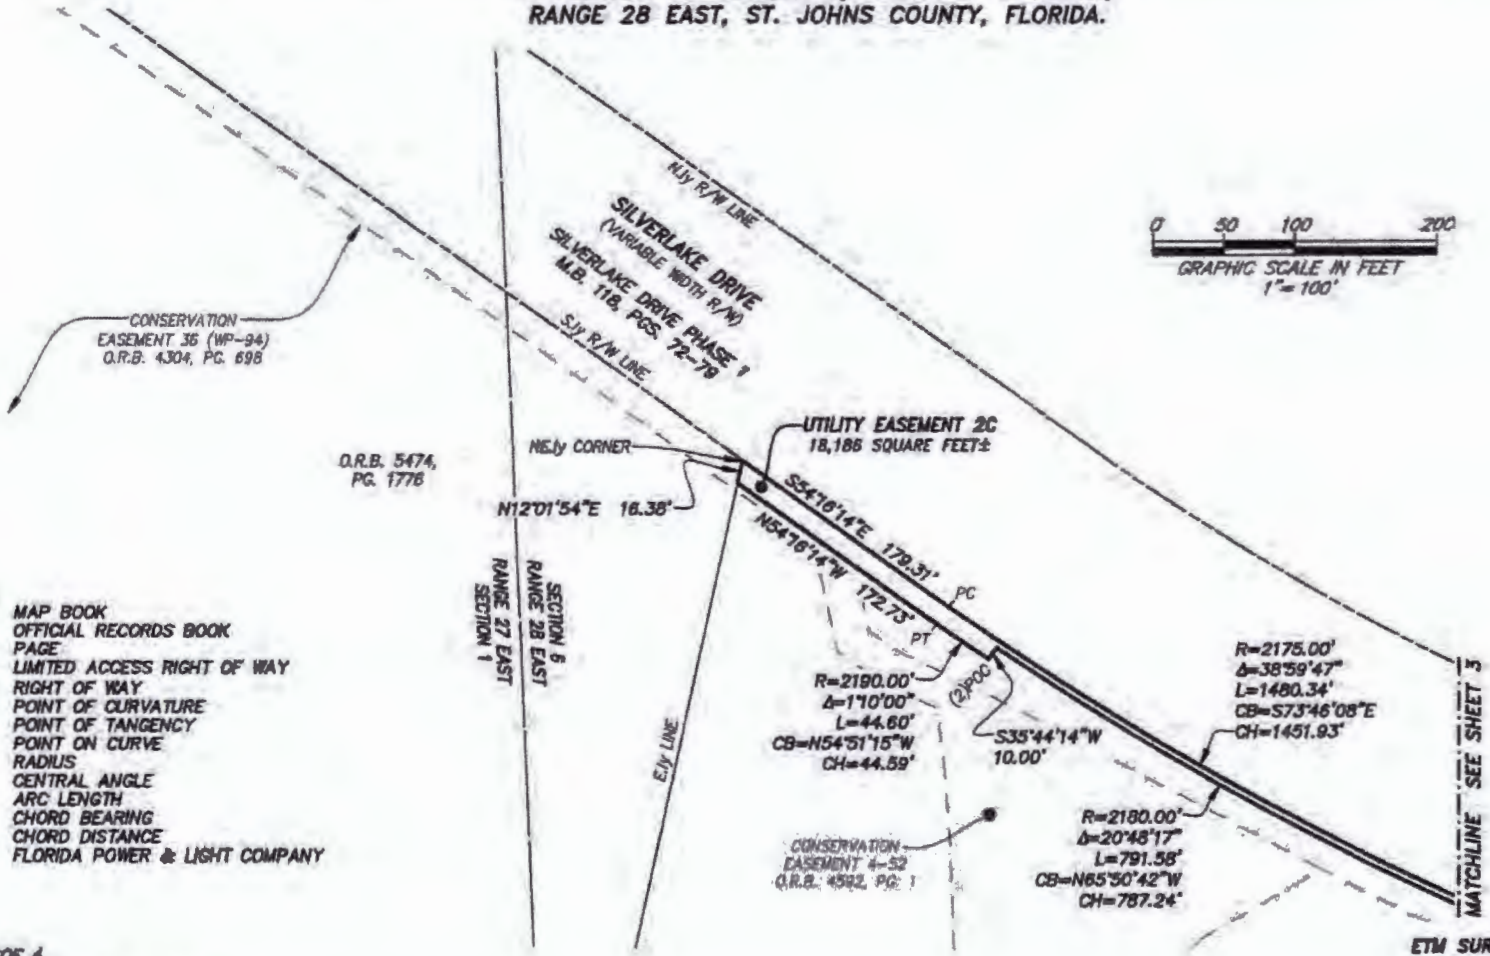 RANGE 28 EAST, ST. JOHNS COUNTY, FLORIDA.
N'ly R/W LINE
SILVERLAKE DRIVE
(VARIABLE WIDTH R/W)
SILVERLAKE DRIVE PHASE 1
M.B. 118, PGS. 72-79
S'ly R/W LINE
0 50 100 200
GRAPHIC SCALE IN FEET
1"= 100'
CONSERVATION
EASEMENT 36 (WP-94)
O.R.B. 4304, PG. 698
UTILITY EASEMENT 2C
18,186 SQUARE FEET±
NE'ly CORNER
O.R.B. 5474,
PG. 1776
N12°01'54"E 16.38'
S54°16'14"E 179.31'
N54°16'14"W 172.73'
PC
PT
SECTION 6
RANGE 28 EAST
RANGE 27 EAST
SECTION 1
E'ly LINE
MAP BOOK
OFFICIAL RECORDS BOOK
PAGE
LIMITED ACCESS RIGHT OF WAY
RIGHT OF WAY
POINT OF CURVATURE
POINT OF TANGENCY
POINT ON CURVE
RADIUS
CENTRAL ANGLE
ARC LENGTH
CHORD BEARING
CHORD DISTANCE
FLORIDA POWER & LIGHT COMPANY
R=2190.00'
Δ=1°10'00"
L=44.60'
CB=N54°51'15"W
CH=44.59'
(2)POC
S35°44'14"W
10.00'
R=2175.00'
Δ=38°59'47"
L=1480.34'
CB=S73°46'08"E
CH=1451.93'
R=2180.00'
Δ=20°48'17"
L=791.58'
CB=N65°50'42"W
CH=787.24'
CONSERVATION
EASEMENT 4-52
O.R.B. 4592, PG. 1
MATCHLINE SEE SHEET 3
ETM SUR